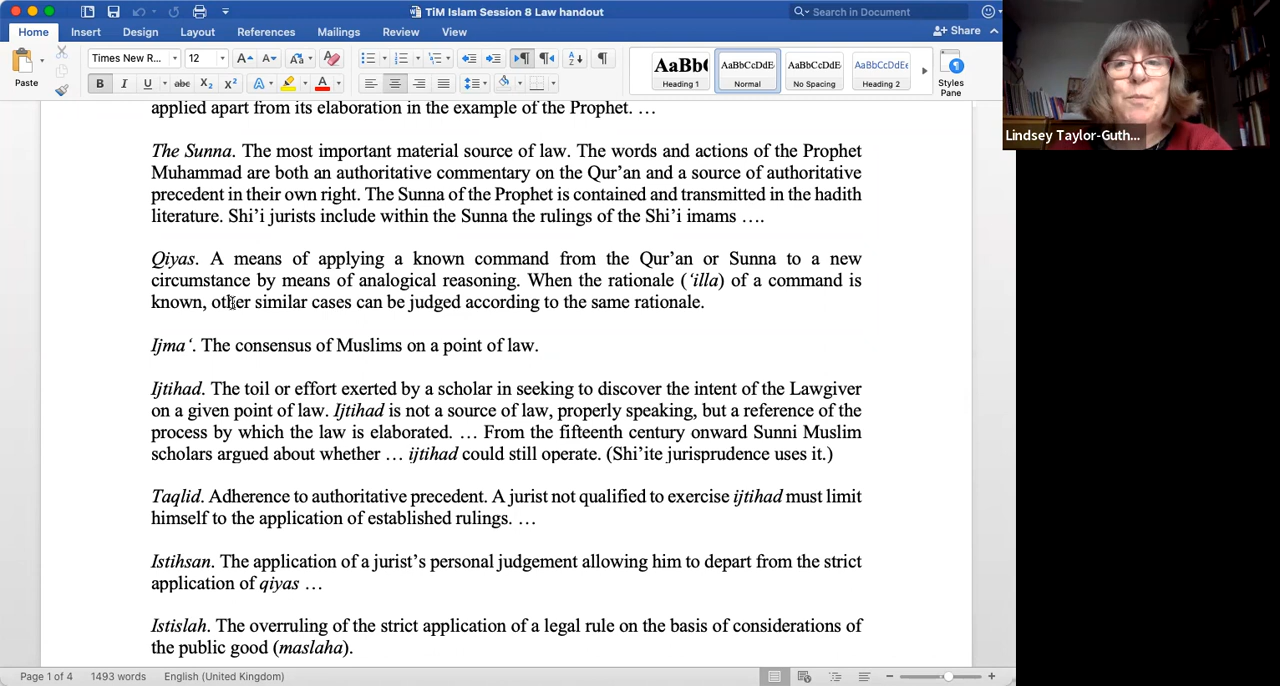 TiM Islam Session 8 Law handout
Search in Document
Home Insert Design Layout References Mailings Review View
Share
Paste
Times New R...
12
AaBb(
Heading 1
AaBbCcDdE
Normal
AaBbCcDdE
No Spacing
AaBbCcDdEe
Heading 2
Styles
Pane
Lindsey Taylor-Guth...
applied apart from its elaboration in the example of the Prophet. …
The Sunna. The most important material source of law. The words and actions of the Prophet
Muhammad are both an authoritative commentary on the Qur’an and a source of authoritative
precedent in their own right. The Sunna of the Prophet is contained and transmitted in the hadith
literature. Shi’i jurists include within the Sunna the rulings of the Shi’i imams ….
Qiyas. A means of applying a known command from the Qur’an or Sunna to a new
circumstance by means of analogical reasoning. When the rationale (‘illa) of a command is
known, other similar cases can be judged according to the same rationale.
Ijma‘. The consensus of Muslims on a point of law.
Ijtihad. The toil or effort exerted by a scholar in seeking to discover the intent of the Lawgiver
on a given point of law. Ijtihad is not a source of law, properly speaking, but a reference of the
process by which the law is elaborated. … From the fifteenth century onward Sunni Muslim
scholars argued about whether … ijtihad could still operate. (Shi’ite jurisprudence uses it.)
Taqlid. Adherence to authoritative precedent. A jurist not qualified to exercise ijtihad must limit
himself to the application of established rulings. …
Istihsan. The application of a jurist’s personal judgement allowing him to depart from the strict
application of qiyas …
Istislah. The overruling of the strict application of a legal rule on the basis of considerations of
the public good (maslaha).
Page 1 of 4 1493 words English (United Kingdom)